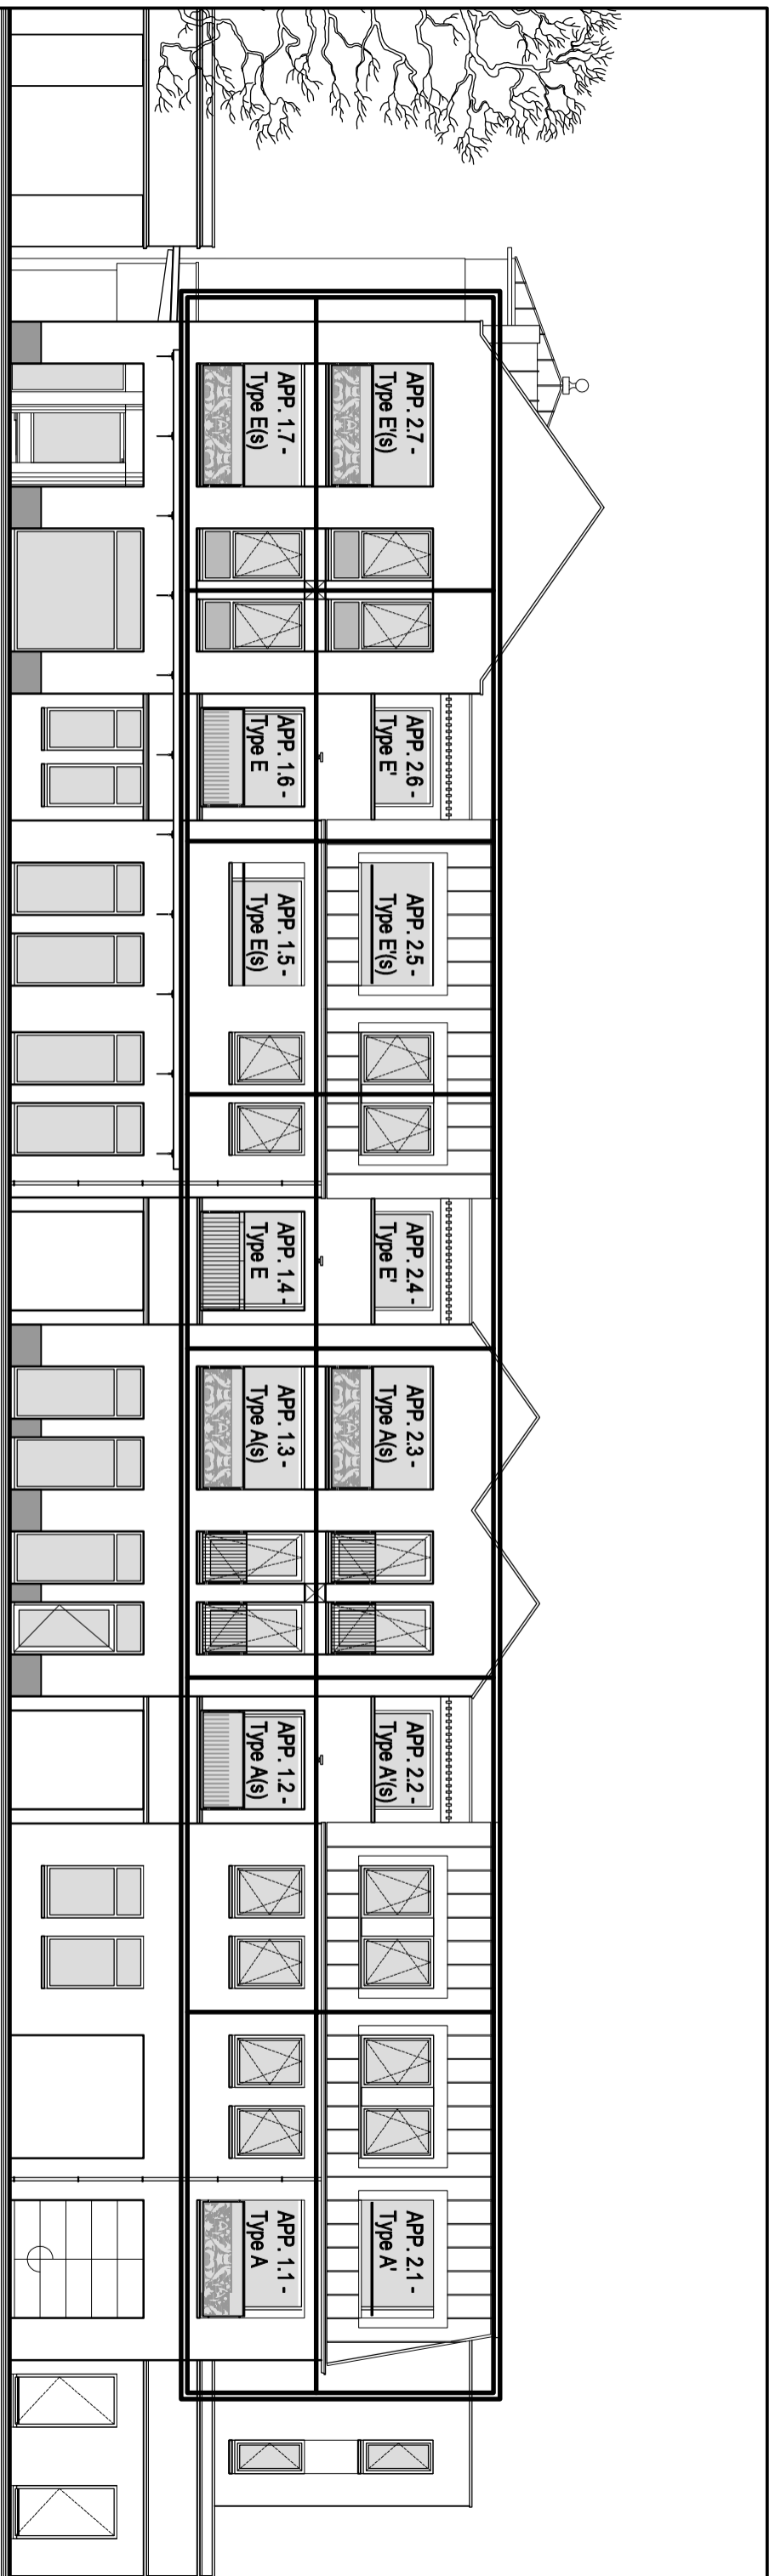 APP. 2.7 -
Type E'(s)
APP. 2.6 -
Type E'
APP. 2.5 -
Type E'(s)
APP. 2.4 -
Type E'
APP. 2.3 -
Type A(s)
APP. 2.2 -
Type A'(s)
APP. 2.1 -
Type A'
APP. 1.7 -
Type E(s)
APP. 1.6 -
Type E
APP. 1.5 -
Type E(s)
APP. 1.4 -
Type E
APP. 1.3 -
Type A(s)
APP. 1.2 -
Type A(s)
APP. 1.1 -
Type A